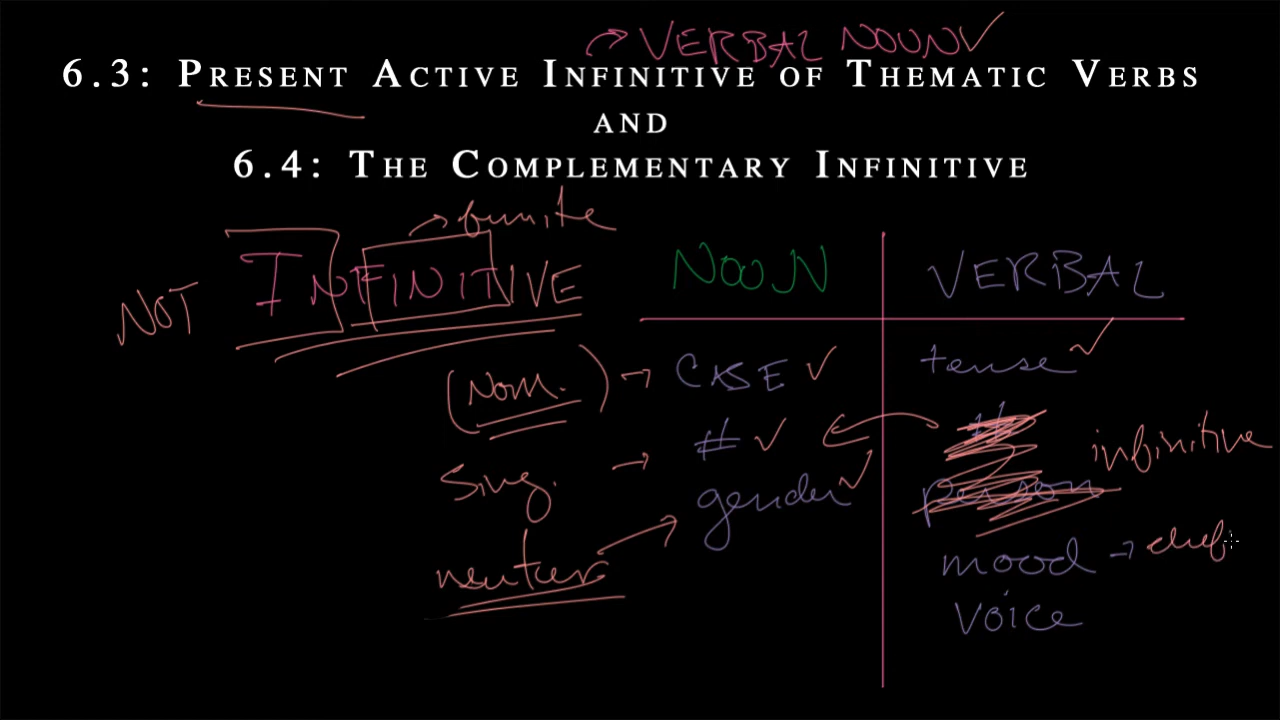 → VERBAL NOUN ✓
6.3: PRESENT ACTIVE INFINITIVE OF THEMATIC VERBS
AND
6.4: THE COMPLEMENTARY INFINITIVE
→ finite
NOT INFINITIVE
NOUN VERBAL
(Nom.) → CASE ✓ tense ✓
# ✓ #
sing. → infinitive
gender ✓ person
neuter
mood →
voice